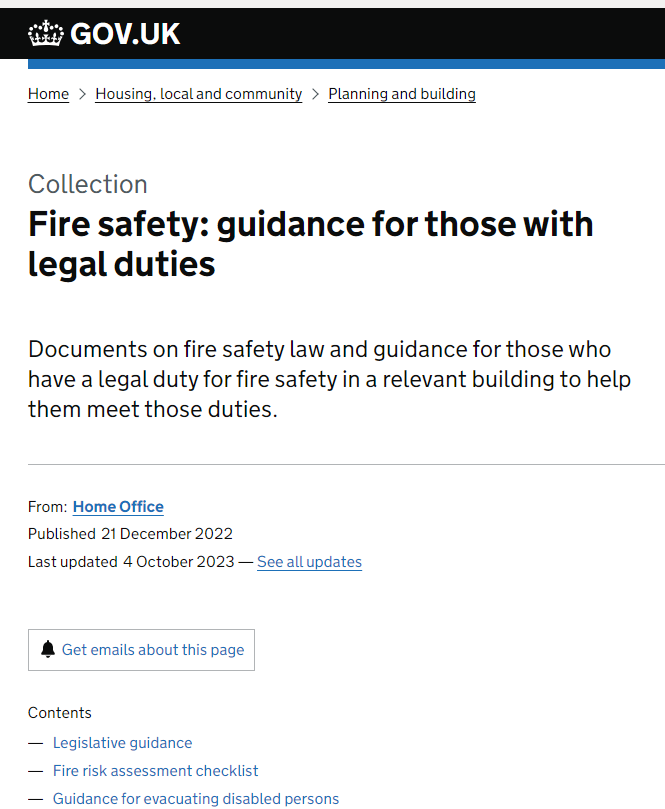 GOV.UK
Home > Housing, local and community > Planning and building
Collection
Fire safety: guidance for those with
legal duties
Documents on fire safety law and guidance for those who
have a legal duty for fire safety in a relevant building to help
them meet those duties.
From: Home Office
Published 21 December 2022
Last updated 4 October 2023 — See all updates
Get emails about this page
Contents
— Legislative guidance
— Fire risk assessment checklist
— Guidance for evacuating disabled persons